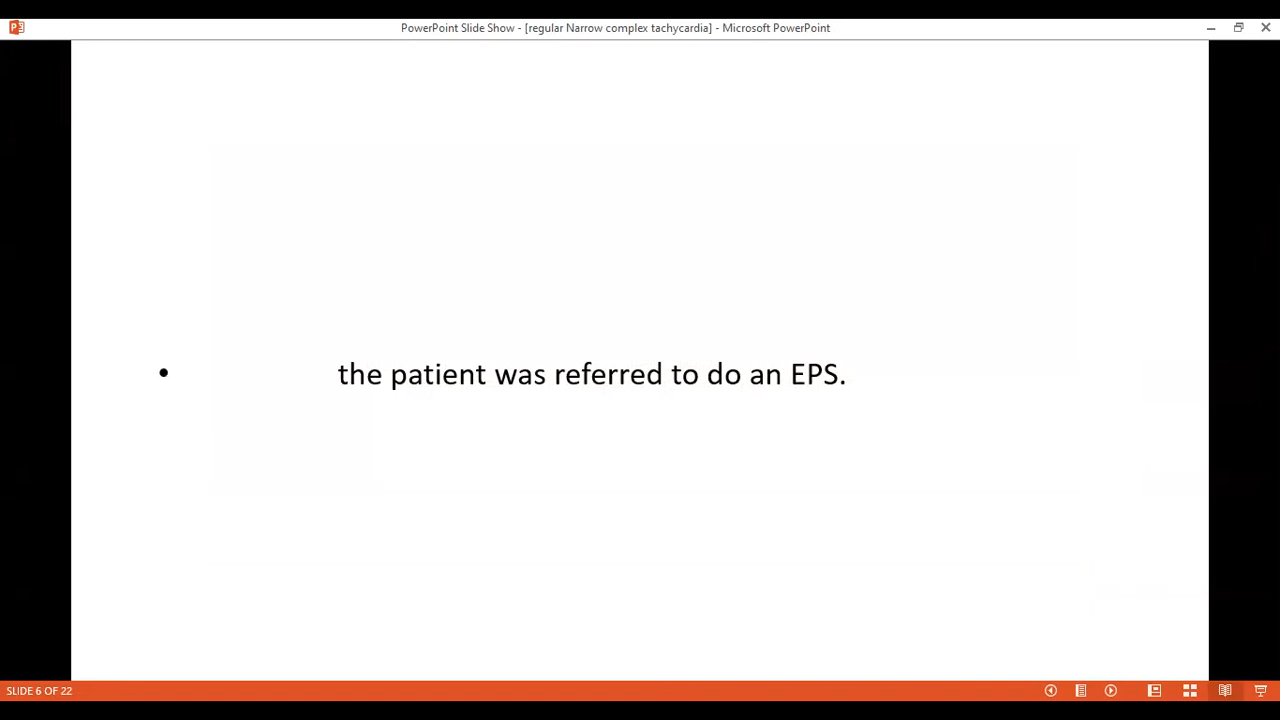 PowerPoint Slide Show - [regular Narrow complex tachycardia] - Microsoft PowerPoint
• the patient was referred to do an EPS.
SLIDE 6 OF 22